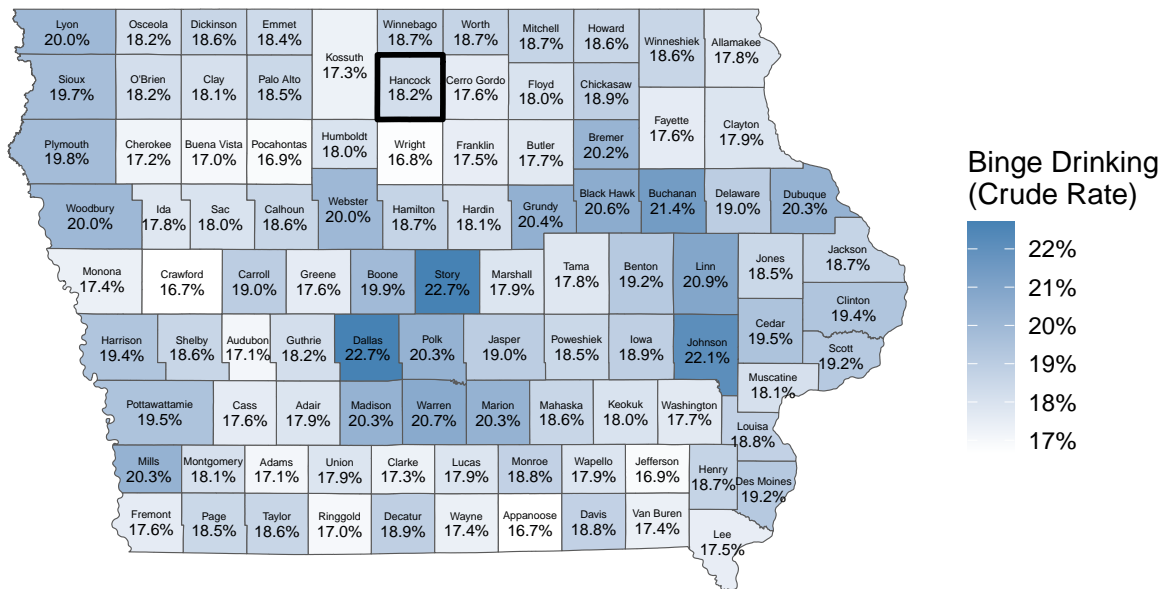 Lyon
20.0%
Osceola
18.2%
Dickinson
18.6%
Emmet
18.4%
Kossuth
17.3%
Winnebago
18.7%
Worth
18.7%
Mitchell
18.7%
Howard
18.6%
Winneshiek
18.6%
Allamakee
17.8%
Sioux
19.7%
O'Brien
18.2%
Clay
18.1%
Palo Alto
18.5%
Hancock
18.2%
Cerro Gordo
17.6%
Floyd
18.0%
Chickasaw
18.9%
Plymouth
19.8%
Cherokee
17.2%
Buena Vista
17.0%
Pocahontas
16.9%
Humboldt
18.0%
Wright
16.8%
Franklin
17.5%
Butler
17.7%
Bremer
20.2%
Fayette
17.6%
Clayton
17.9%
Woodbury
20.0%
Ida
17.8%
Sac
18.0%
Calhoun
18.6%
Webster
20.0%
Hamilton
18.7%
Hardin
18.1%
Grundy
20.4%
Black Hawk
20.6%
Buchanan
21.4%
Delaware
19.0%
Dubuque
20.3%
Monona
17.4%
Crawford
16.7%
Carroll
19.0%
Greene
17.6%
Boone
19.9%
Story
22.7%
Marshall
17.9%
Tama
17.8%
Benton
19.2%
Linn
20.9%
Jones
18.5%
Jackson
18.7%
Clinton
19.4%
Harrison
19.4%
Shelby
18.6%
Audubon
17.1%
Guthrie
18.2%
Dallas
22.7%
Polk
20.3%
Jasper
19.0%
Poweshiek
18.5%
Iowa
18.9%
Johnson
22.1%
Cedar
19.5%
Scott
19.2%
Muscatine
18.1%
Pottawattamie
19.5%
Cass
17.6%
Adair
17.9%
Madison
20.3%
Warren
20.7%
Marion
20.3%
Mahaska
18.6%
Keokuk
18.0%
Washington
17.7%
Louisa
18.8%
Mills
20.3%
Montgomery
18.1%
Adams
17.1%
Union
17.9%
Clarke
17.3%
Lucas
17.9%
Monroe
18.8%
Wapello
17.9%
Jefferson
16.9%
Henry
18.7%
Des Moines
19.2%
Fremont
17.6%
Page
18.5%
Taylor
18.6%
Ringgold
17.0%
Decatur
18.9%
Wayne
17.4%
Appanoose
16.7%
Davis
18.8%
Van Buren
17.4%
Lee
17.5%
Binge Drinking
(Crude Rate)
22%
21%
20%
19%
18%
17%